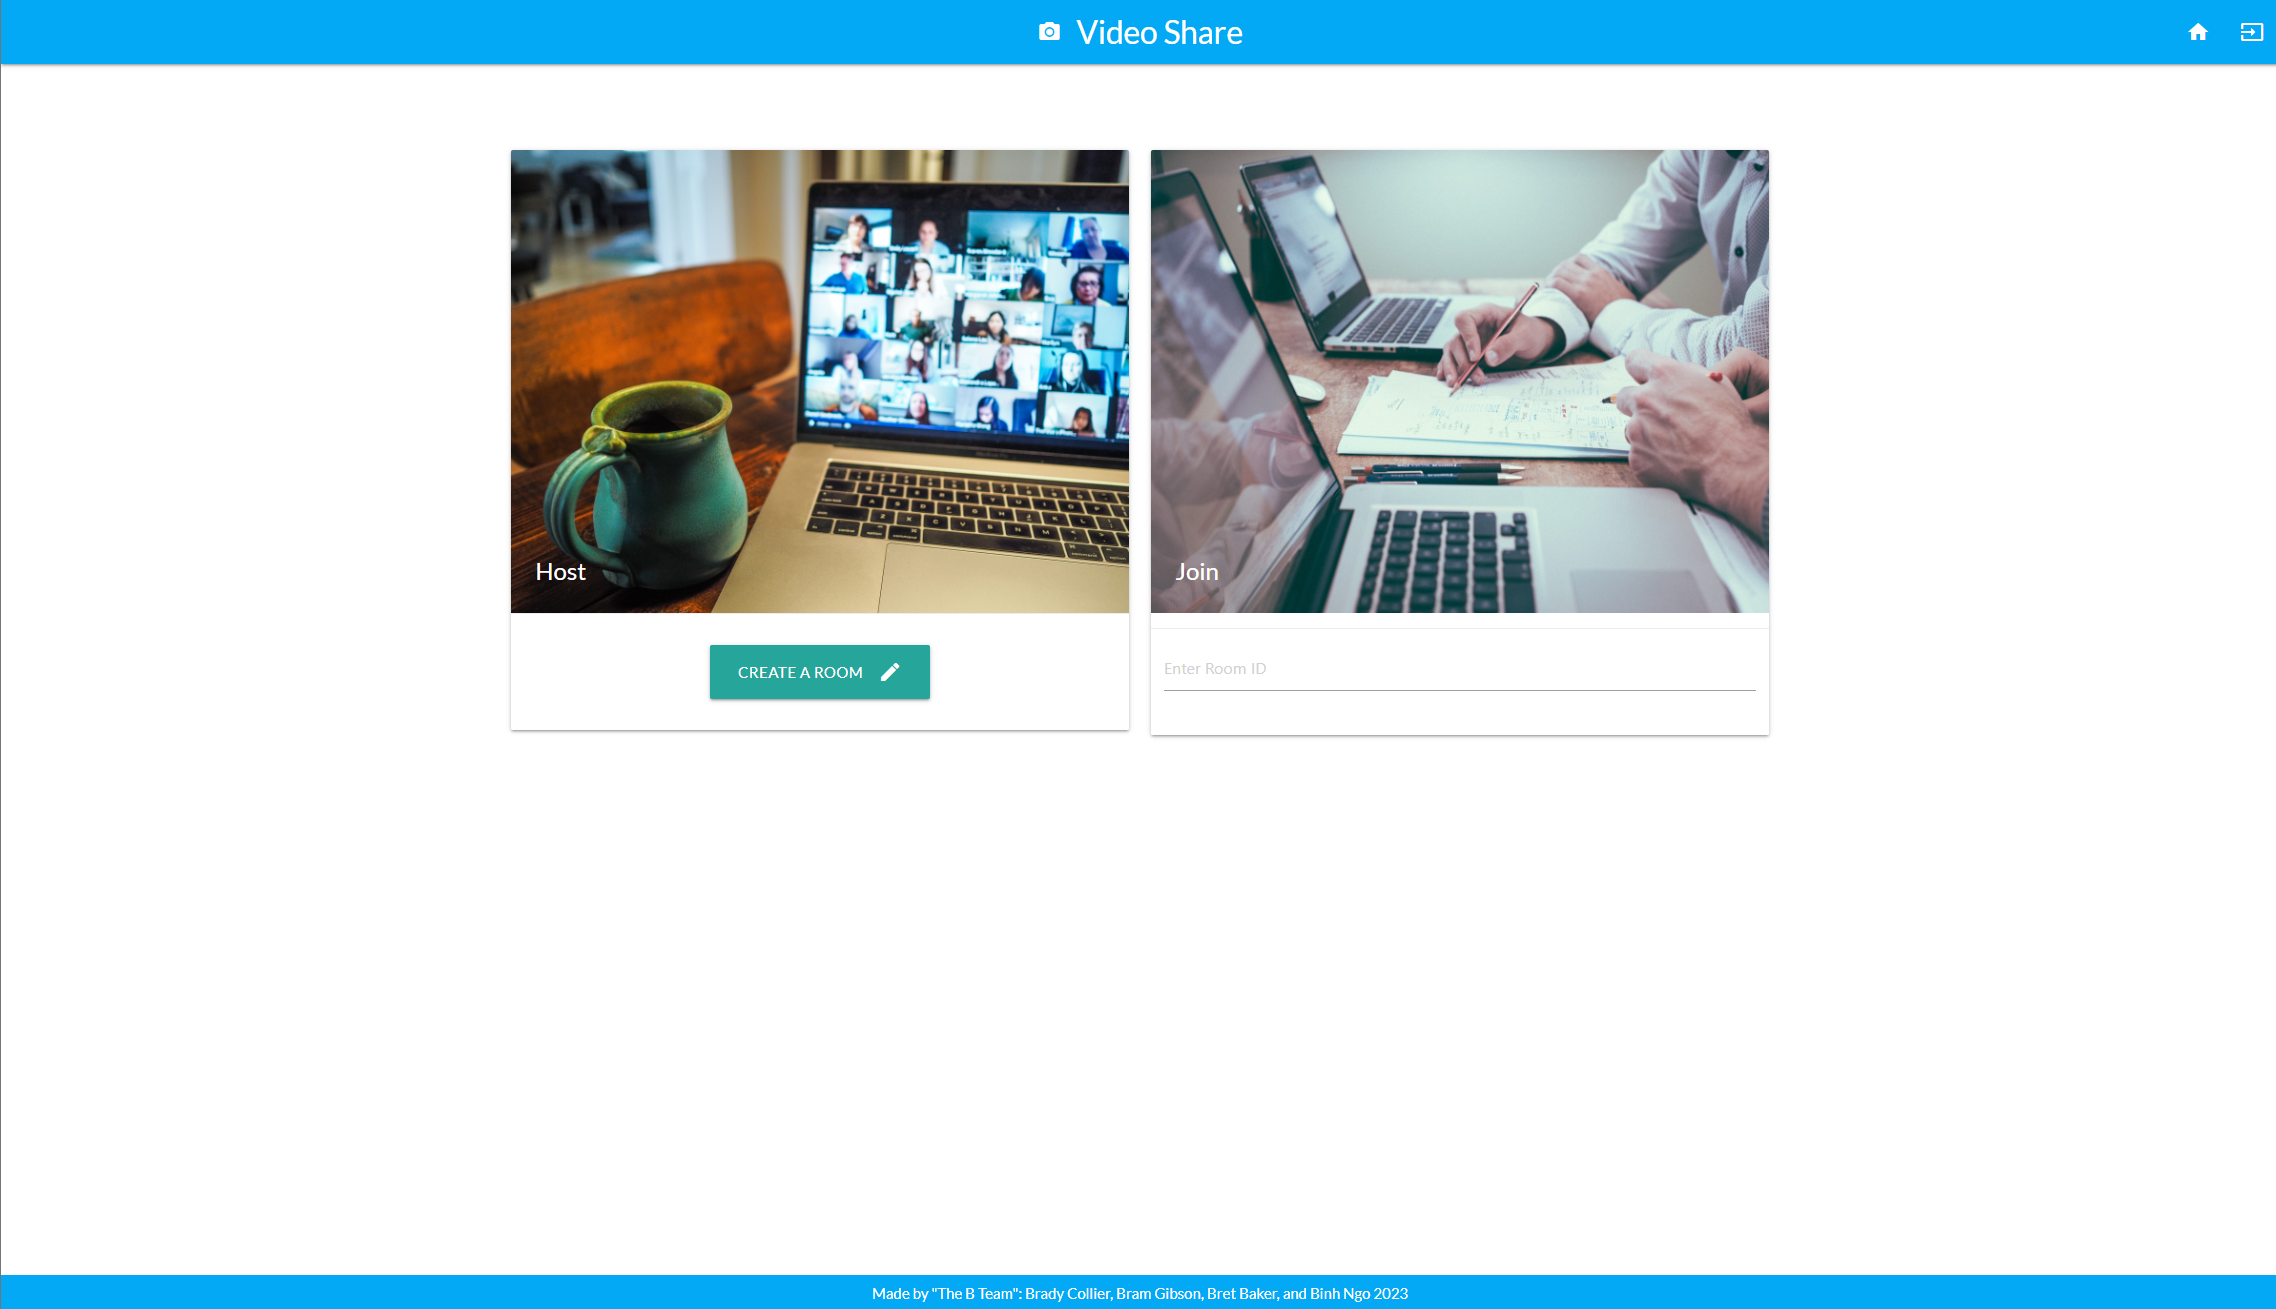 Video Share
Host
Join
CREATE A ROOM
Enter Room ID
Made by "The B Team": Brady Collier, Bram Gibson, Bret Baker, and Binh Ngo 2023